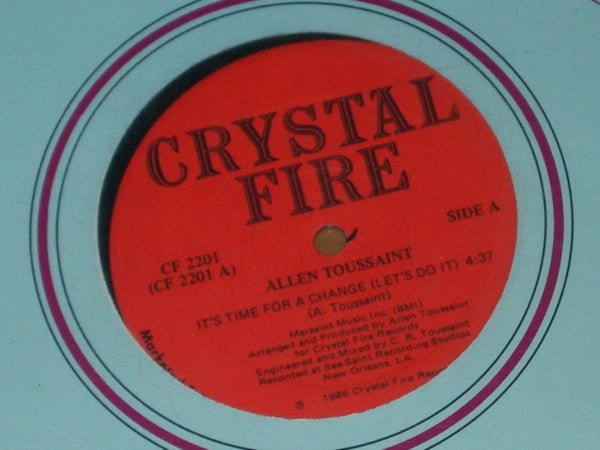 CRYSTAL
FIRE
SIDE A
CF 2201
(CF 2201 A)
ALLEN TOUSSAINT
IT'S TIME FOR A CHANGE (LET'S DO IT) 4:37
(A. Toussaint)
Marsaint Music Inc. (BMI)
Arranged and Produced by Allen Toussaint
for Crystal Fire Records
Engineered and Mixed by C. R. Toussaint
Recorded at Sea-Saint Recording Studios
New Orleans, LA.
℗ 1986 Crystal Fire